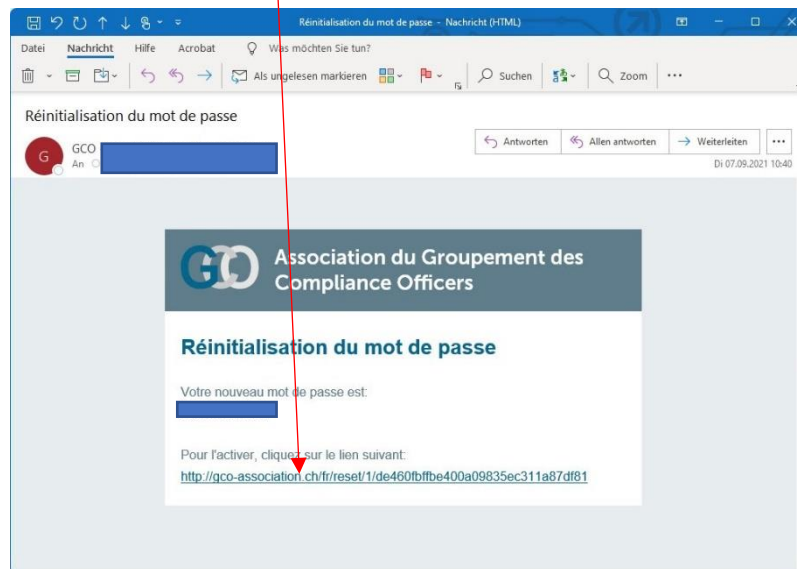 Réinitialisation du mot de passe - Nachricht (HTML)
Datei Nachricht Hilfe Acrobat Was möchten Sie tun?
Als ungelesen markieren Suchen Zoom
Réinitialisation du mot de passe
Antworten Allen antworten Weiterleiten
G GCO
An
Di 07.09.2021 10:40
GCO Association du Groupement des
Compliance Officers
Réinitialisation du mot de passe
Votre nouveau mot de passe est:
Pour l'activer, cliquez sur le lien suivant:
http://gco-association.ch/fr/reset/1/de460fbffbe400a09835ec311a87df81